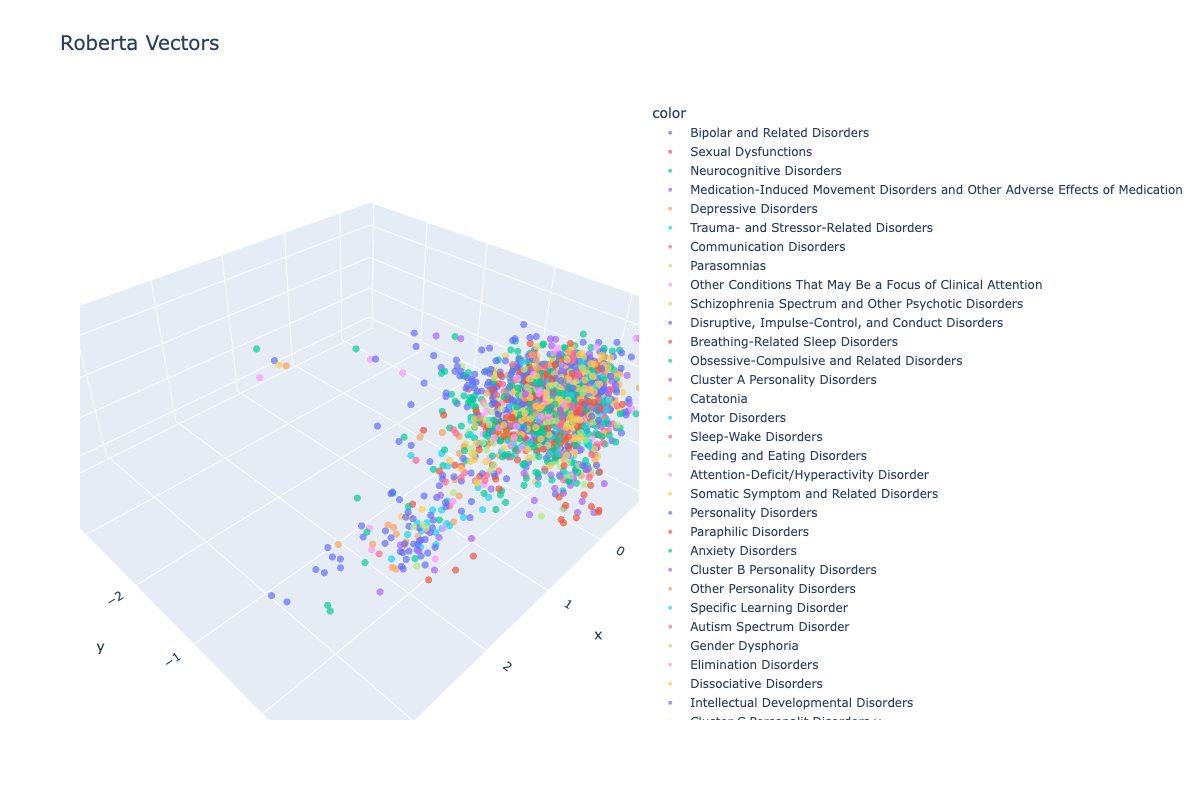 Roberta Vectors
color
Bipolar and Related Disorders
Sexual Dysfunctions
Neurocognitive Disorders
Medication-Induced Movement Disorders and Other Adverse Effects of Medication
Depressive Disorders
Trauma- and Stressor-Related Disorders
Communication Disorders
Parasomnias
Other Conditions That May Be a Focus of Clinical Attention
Schizophrenia Spectrum and Other Psychotic Disorders
Disruptive, Impulse-Control, and Conduct Disorders
Breathing-Related Sleep Disorders
Obsessive-Compulsive and Related Disorders
Cluster A Personality Disorders
Catatonia
Motor Disorders
Sleep-Wake Disorders
Feeding and Eating Disorders
Attention-Deficit/Hyperactivity Disorder
Somatic Symptom and Related Disorders
Personality Disorders
Paraphilic Disorders
Anxiety Disorders
Cluster B Personality Disorders
Other Personality Disorders
Specific Learning Disorder
Autism Spectrum Disorder
Gender Dysphoria
Elimination Disorders
Dissociative Disorders
Intellectual Developmental Disorders
−2
−1
y
0
1
2
x